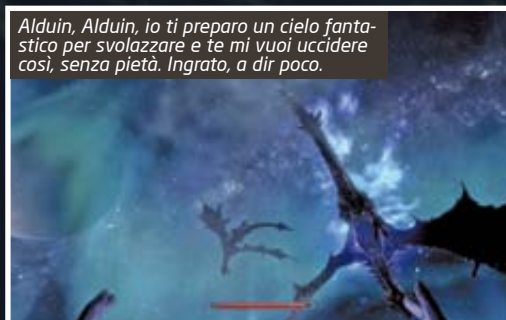 Alduin, Alduin, io ti preparo un cielo fanta-
stico per svolazzare e te mi vuoi uccidere
così, senza pietà. Ingrato, a dir poco.